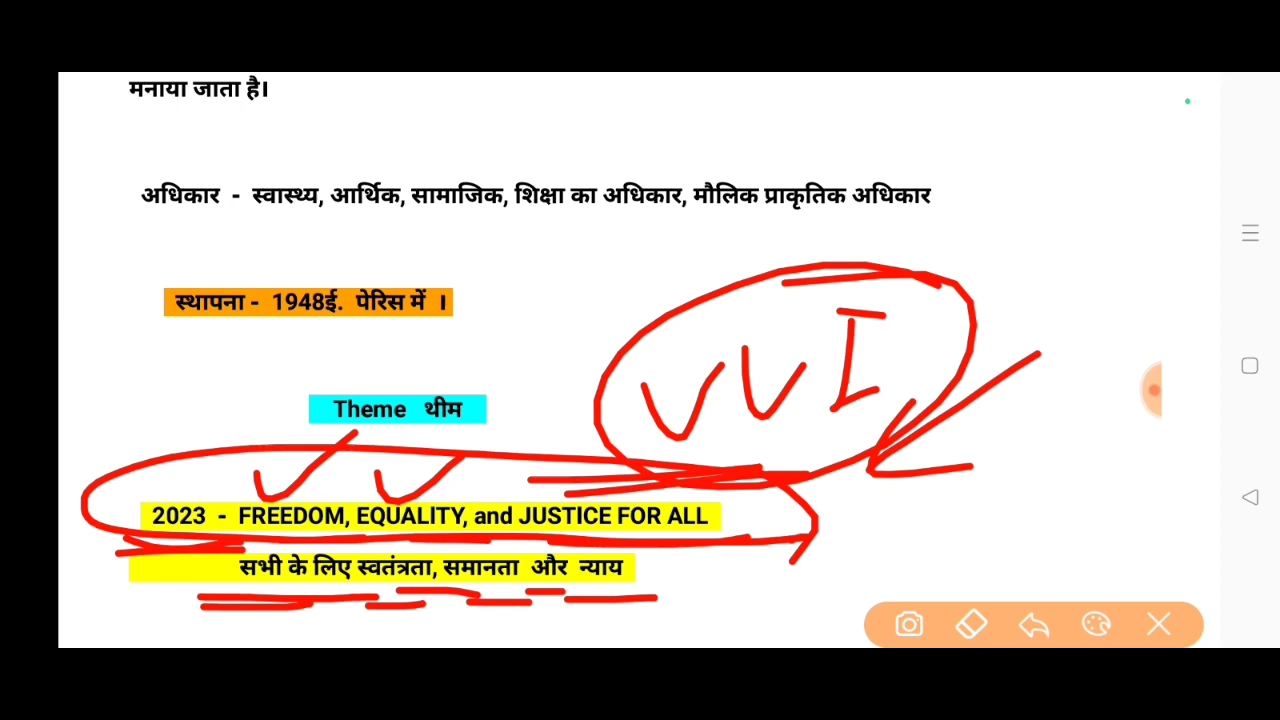 मनाया जाता है।
अधिकार - स्वास्थ्य, आर्थिक, सामाजिक, शिक्षा का अधिकार, मौलिक प्राकृतिक अधिकार
स्थापना - 1948ई. पेरिस में ।
VVI
Theme थीम
2023 - FREEDOM, EQUALITY, and JUSTICE FOR ALL
सभी के लिए स्वतंत्रता, समानता और न्याय